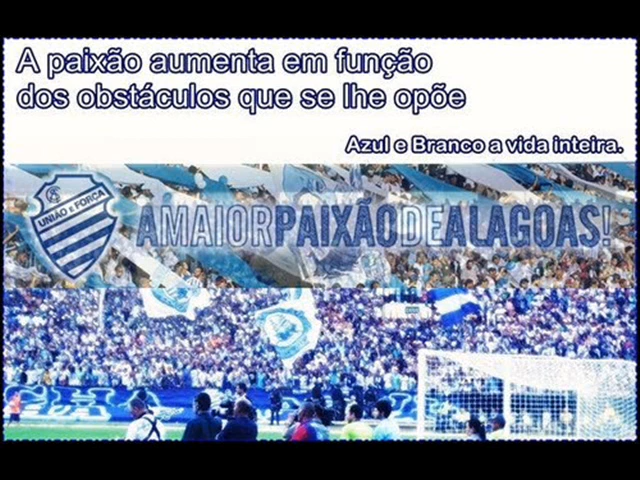 A paixão aumenta em função
dos obstáculos que se lhe opõe
Azul e Branco a vida inteira.
UNIÃO E FORÇA
AMAIORPAIXÃODEALAGOAS!